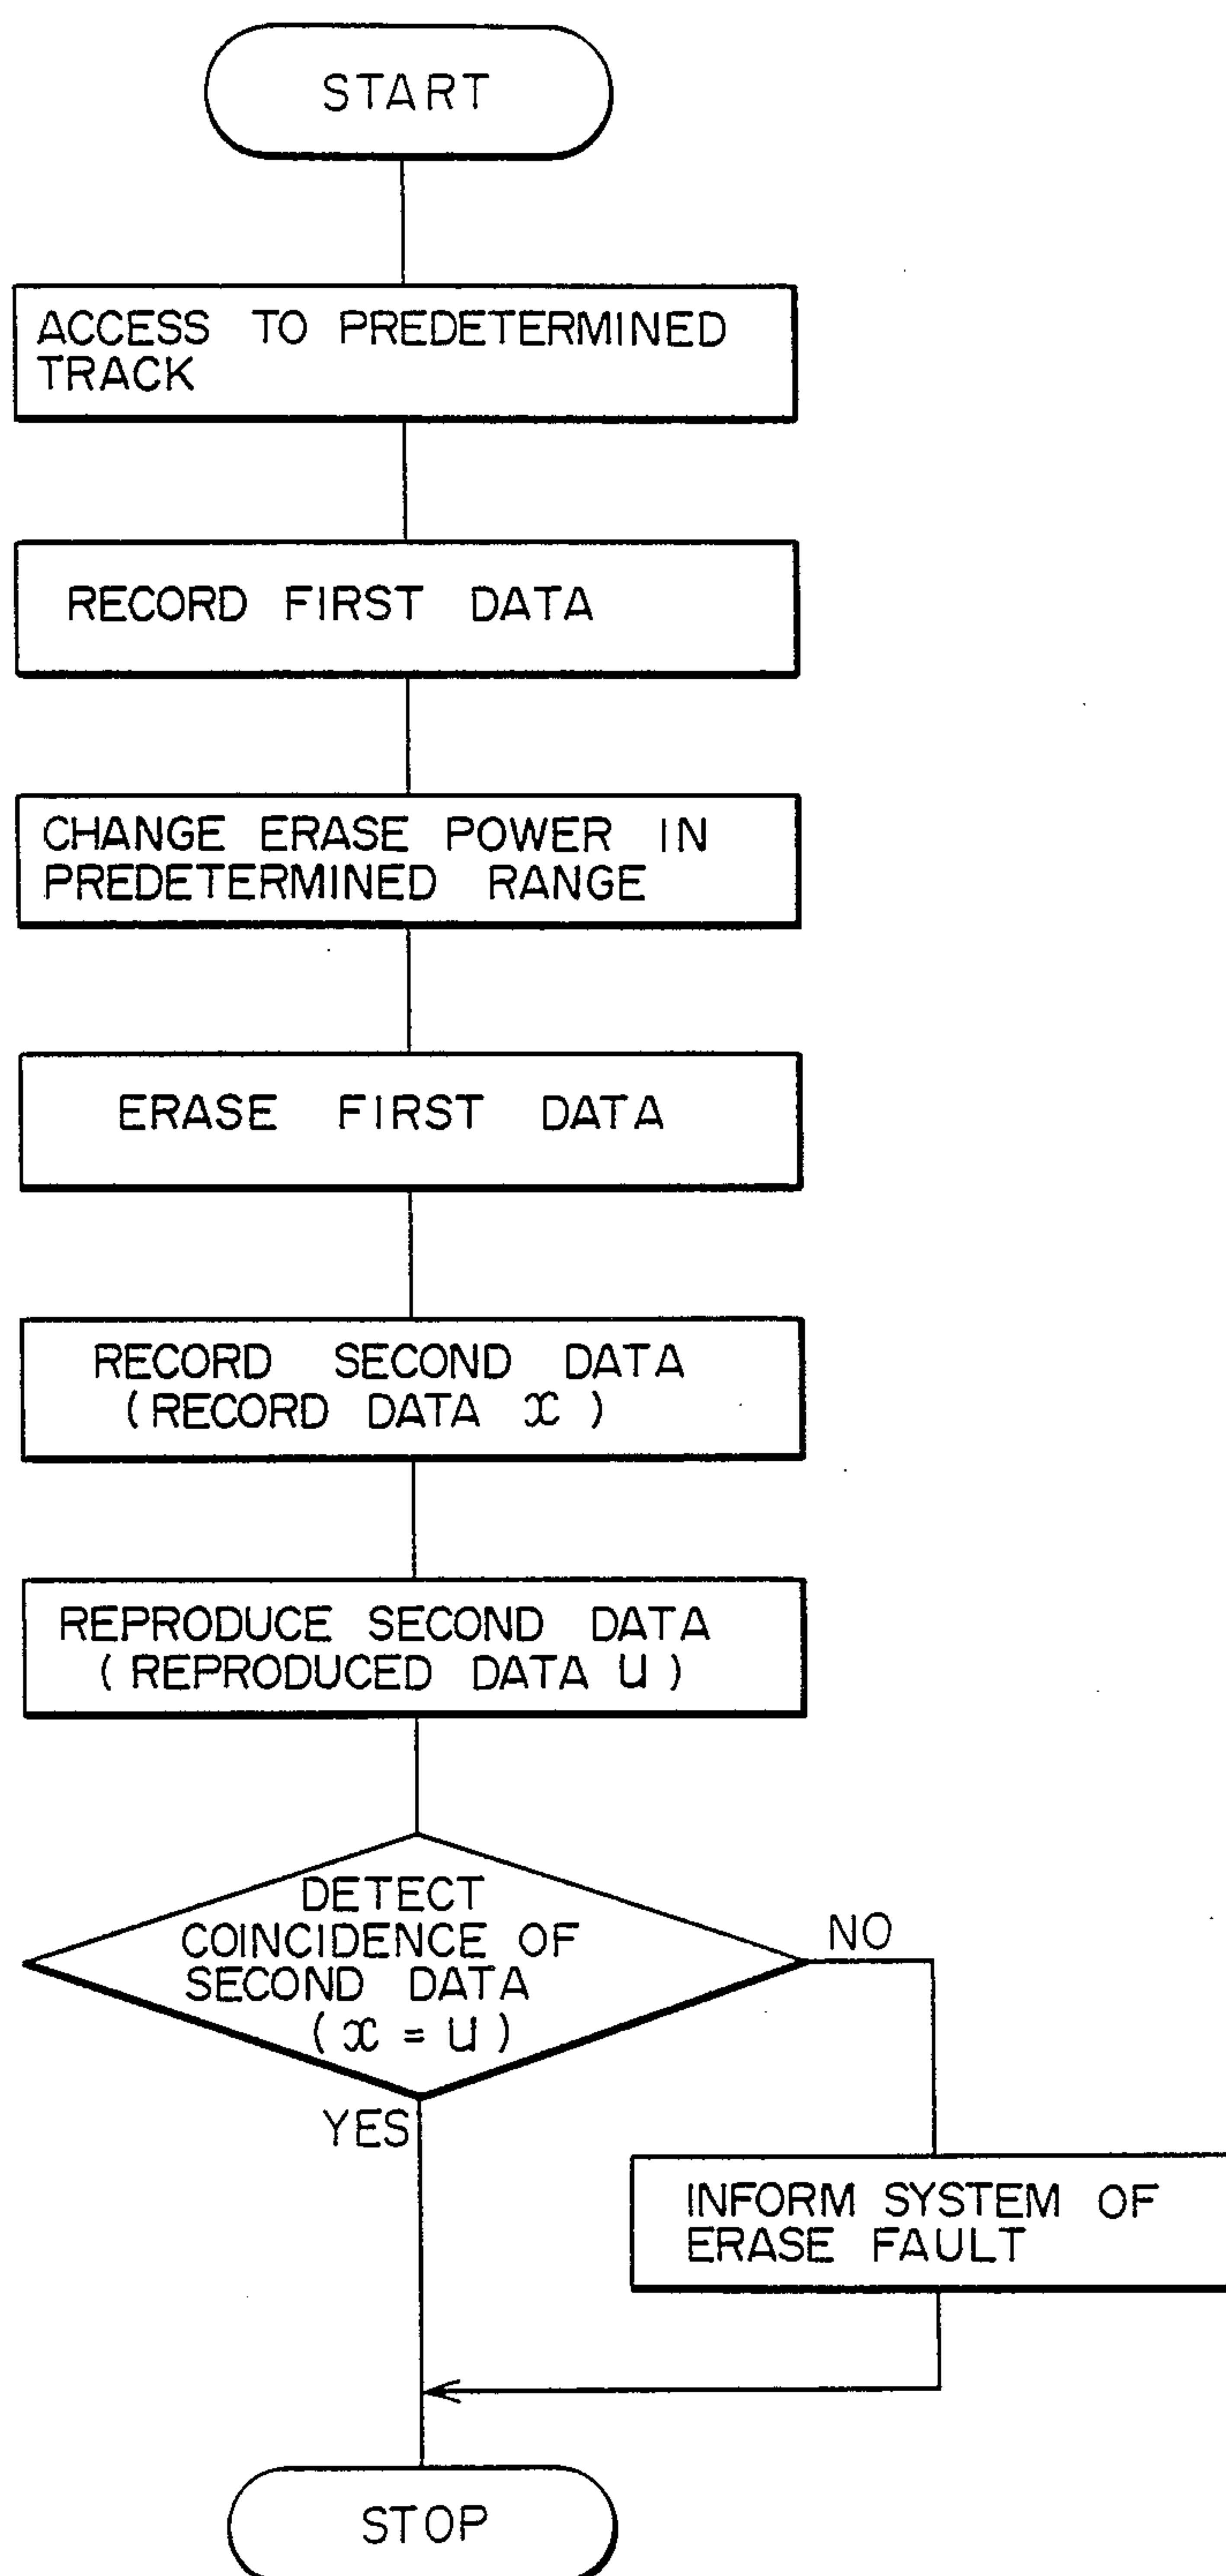 START
ACCESS TO PREDETERMINED
TRACK
RECORD FIRST DATA
CHANGE ERASE POWER IN
PREDETERMINED RANGE
ERASE FIRST DATA
RECORD SECOND DATA
(RECORD DATA x)
REPRODUCE SECOND DATA
(REPRODUCED DATA u)
DETECT
COINCIDENCE OF
SECOND DATA
(x = u)
NO
YES
INFORM SYSTEM OF
ERASE FAULT
STOP